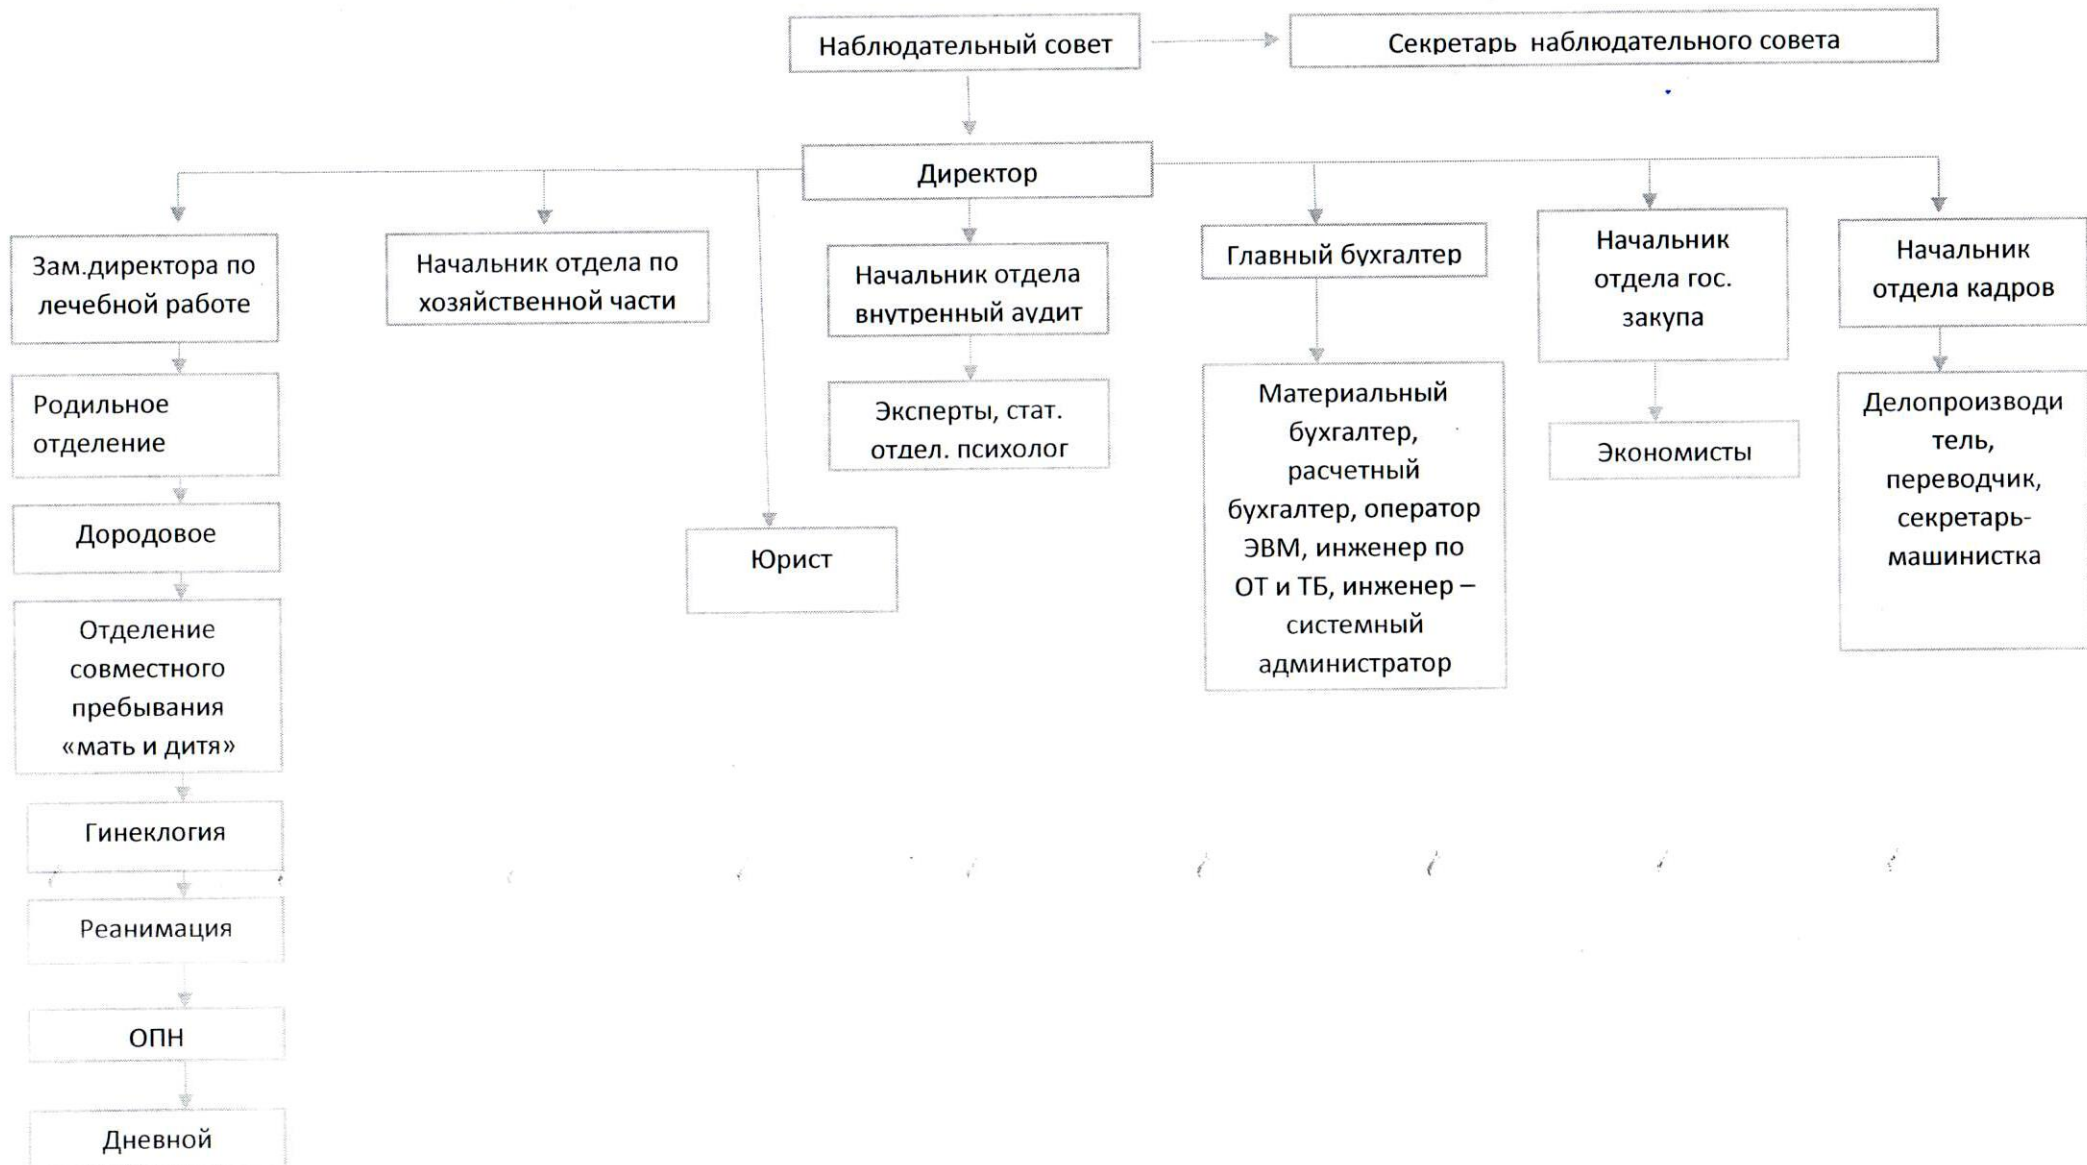 Наблюдательный совет
Секретарь наблюдательного совета
Директор
Зам.директора по
лечебной работе
Начальник отдела по
хозяйственной части
Начальник отдела
внутренный аудит
Главный бухгалтер
Начальник
отдела гос.
закупа
Начальник
отдела кадров
Родильное
отделение
Эксперты, стат.
отдел. психолог
Материальный
бухгалтер,
расчетный
бухгалтер, оператор
ЭВМ, инженер по
ОТ и ТБ, инженер –
системный
администратор
Экономисты
Делопроизводи
тель,
переводчик,
секретарь-
машинистка
Дородовое
Юрист
Отделение
совместного
пребывания
«мать и дитя»
Гинеклогия
Реанимация
ОПН
Дневной